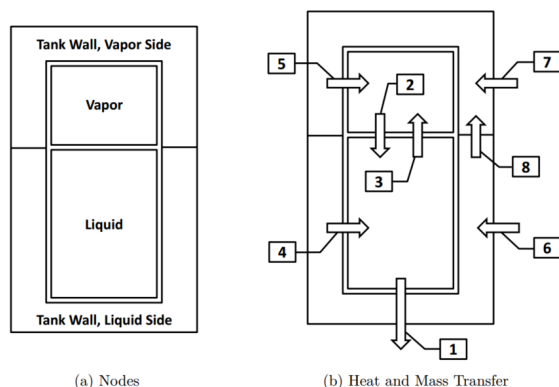 Tank Wall, Vapor Side
Vapor
Liquid
Tank Wall, Liquid Side
(a) Nodes
5
2
7
3
8
4
6
1
(b) Heat and Mass Transfer